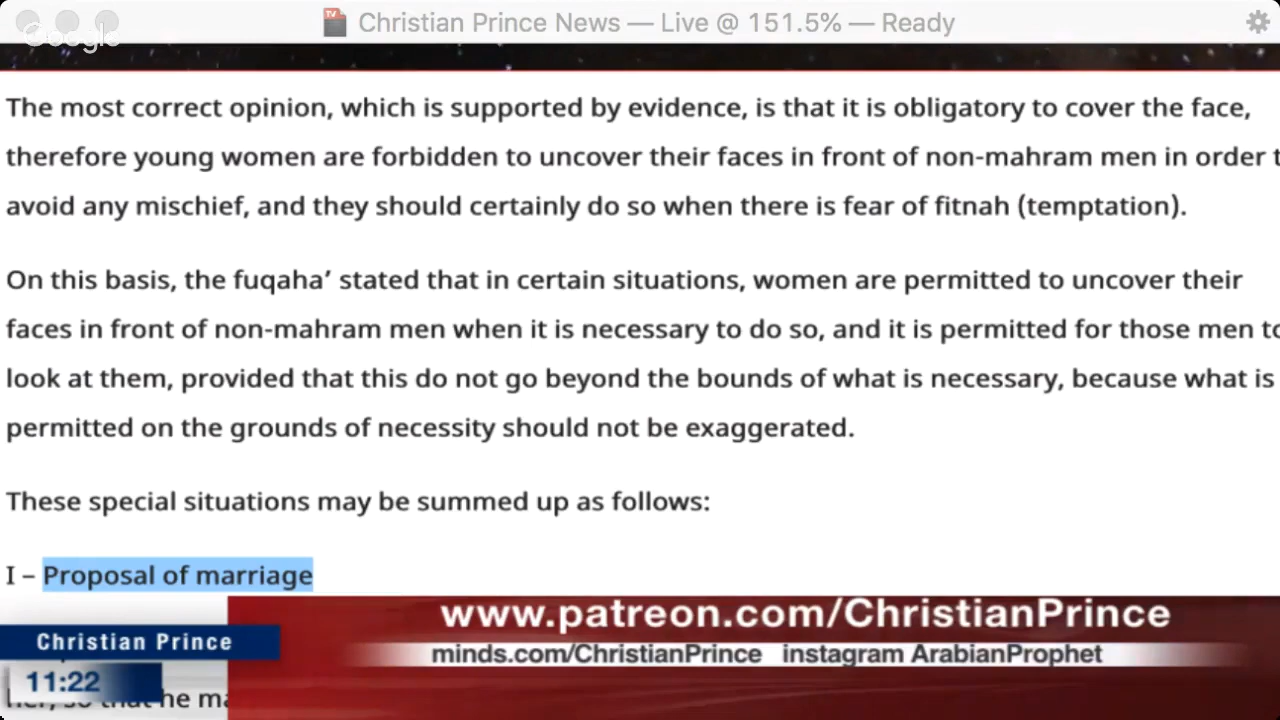 Google
Christian Prince News — Live @ 151.5% — Ready
The most correct opinion, which is supported by evidence, is that it is obligatory to cover the face,
therefore young women are forbidden to uncover their faces in front of non-mahram men in order t
avoid any mischief, and they should certainly do so when there is fear of fitnah (temptation).
On this basis, the fuqaha’ stated that in certain situations, women are permitted to uncover their
faces in front of non-mahram men when it is necessary to do so, and it is permitted for those men to
look at them, provided that this do not go beyond the bounds of what is necessary, because what is
permitted on the grounds of necessity should not be exaggerated.
These special situations may be summed up as follows:
I – Proposal of marriage
www.patreon.com/ChristianPrince
Christian Prince
minds.com/ChristianPrince instagram ArabianProphet
11:22
her, so that he ma